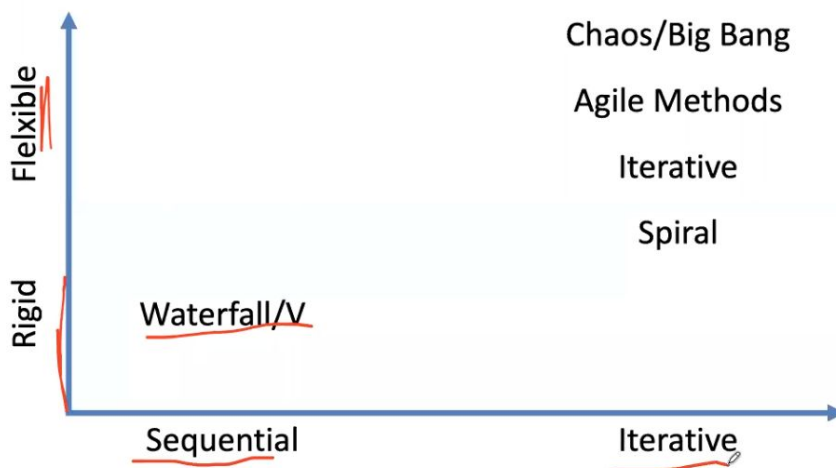 Chaos/Big Bang
Agile Methods
Flelxible
Iterative
Spiral
Rigid
Waterfall/V
Sequential
Iterative